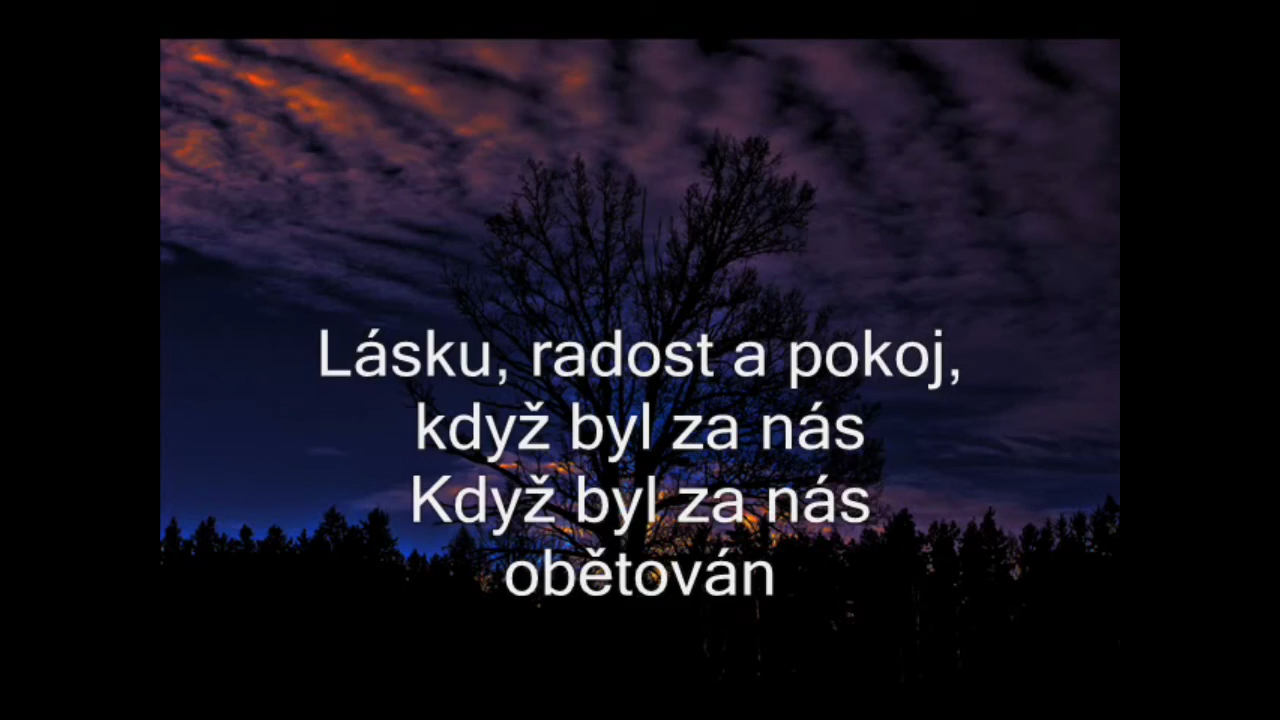 Lásku, radost a pokoj,
když byl za nás
Když byl za nás
obětován